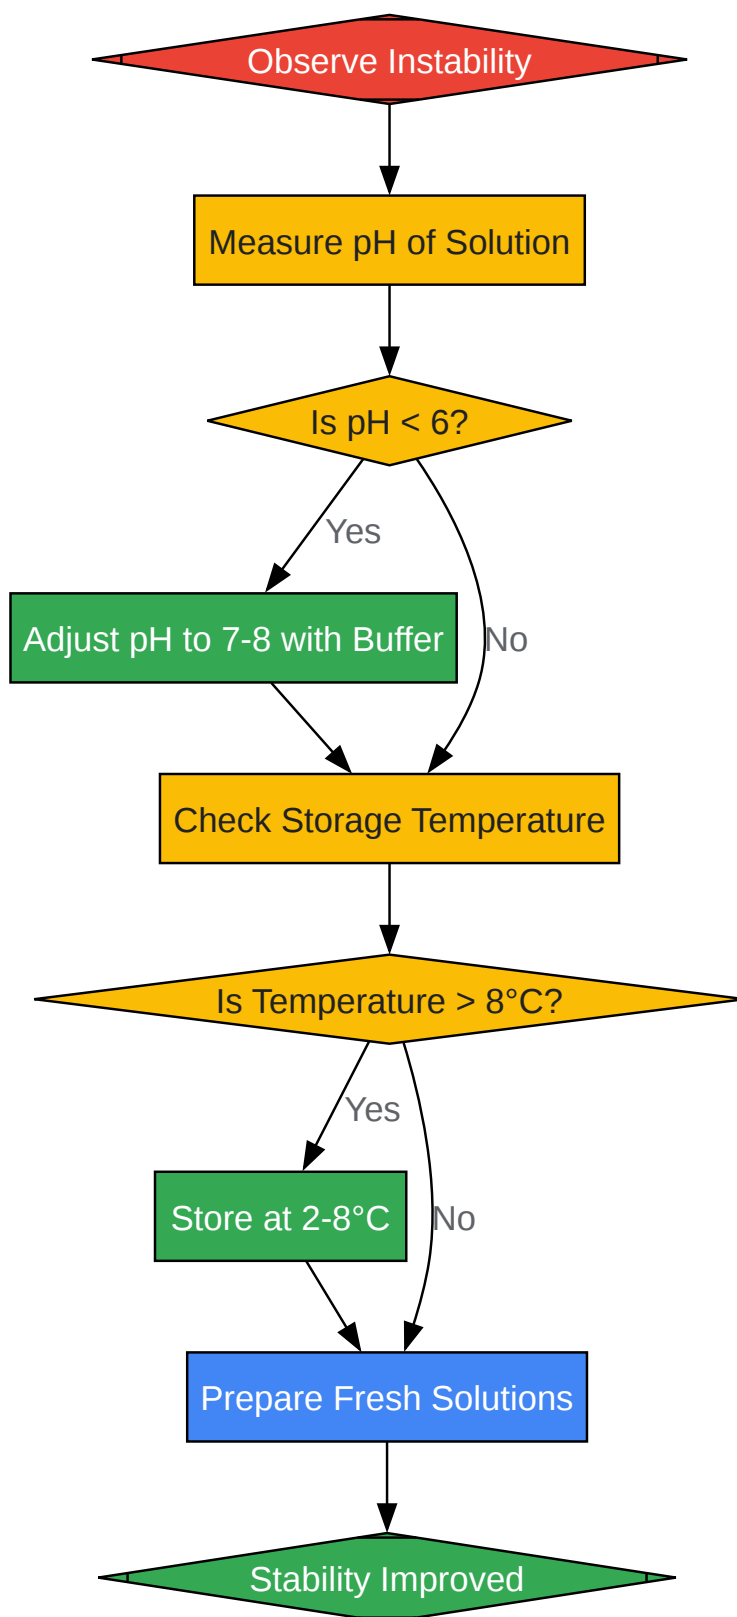 Observe Instability
Measure pH of Solution
Is pH < 6?
Yes
Adjust pH to 7-8 with Buffer
No
Check Storage Temperature
Is Temperature > 8°C?
Yes
Store at 2-8°C
No
Prepare Fresh Solutions
Stability Improved